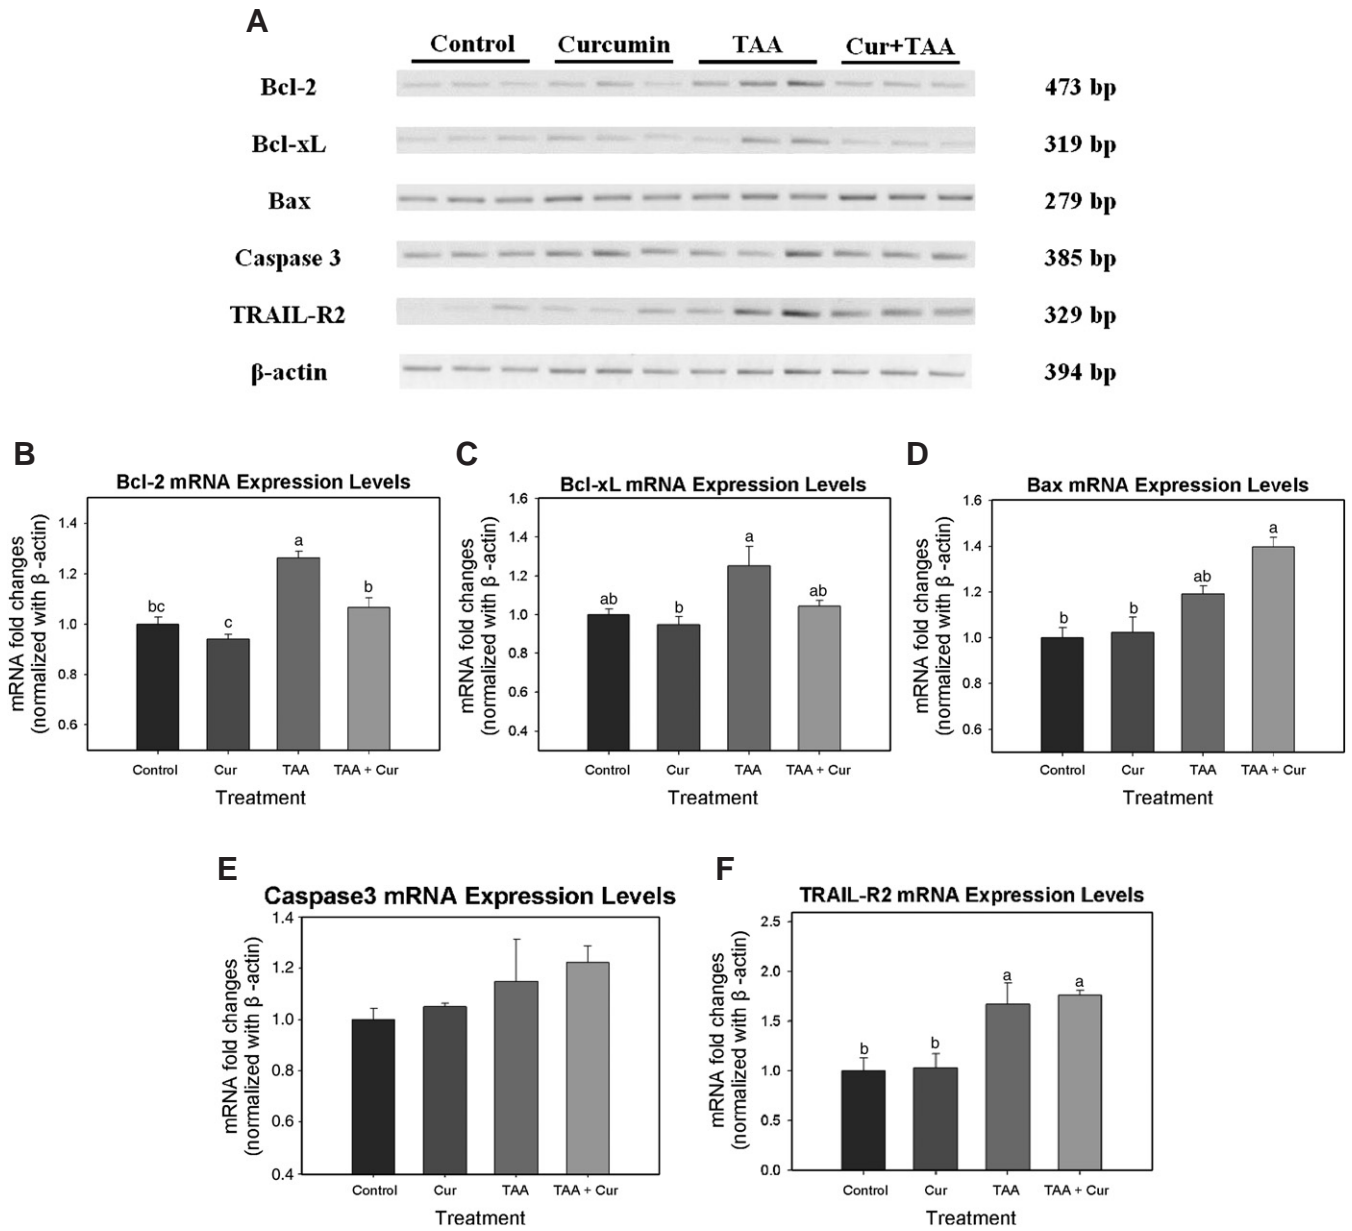 A
Control Curcumin TAA Cur+TAA
Bcl-2 473 bp
Bcl-xL 319 bp
Bax 279 bp
Caspase 3 385 bp
TRAIL-R2 329 bp
β-actin 394 bp
B
Bcl-2 mRNA Expression Levels
mRNA fold changes
(normalized with β -actin)
1.4
1.2
1.0
0.8
0.6
bc
c
a
b
Control Cur TAA TAA + Cur
Treatment
C
Bcl-xL mRNA Expression Levels
mRNA fold changes
(normalized with β -actin)
1.6
1.4
1.2
1.0
0.8
0.6
0.4
ab
b
a
ab
Control Cur TAA TAA + Cur
Treatment
D
Bax mRNA Expression Levels
mRNA fold changes
(normalized with β -actin)
1.6
1.4
1.2
1.0
1.2
0.6
b
b
ab
a
Control Cur TAA TAA + Cur
Treatment
E
Caspase3 mRNA Expression Levels
mRNA fold changes
(normalized with β -actin)
1.4
1.2
1.0
0.8
0.6
0.4
Control Cur TAA TAA + Cur
Treatment
F
TRAIL-R2 mRNA Expression Levels
mRNA fold changes
(normalized with β -actin)
2.5
2.0
1.5
1.0
0.5
0.0
b
b
a
a
Control Cur TAA TAA + Cur
Treatment